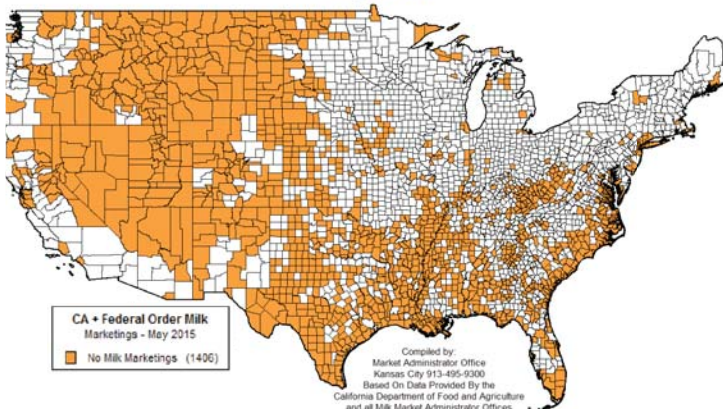 CA + Federal Order Milk
Marketings - May 2015
No Milk Marketings (1406)
Compiled by:
Market Administrator Office
Kansas City 913-495-9300
Based On Data Provided By the
California Department of Food and Agriculture
and all Milk Market Administrator Offices